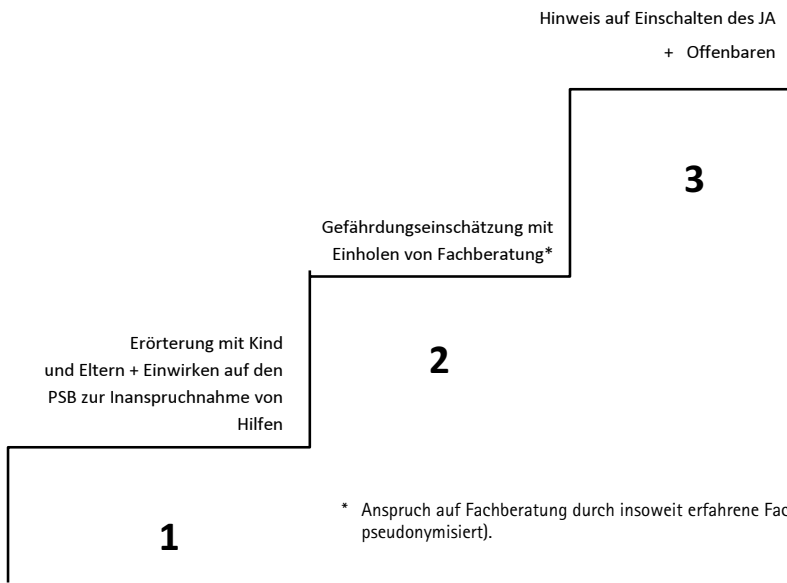 Hinweis auf Einschalten des JA
+ Offenbaren
3
Gefährdungseinschätzung mit
Einholen von Fachberatung*
2
Erörterung mit Kind
und Eltern + Einwirken auf den
PSB zur Inanspruchnahme von
Hilfen
1
* Anspruch auf Fachberatung durch insoweit erfahrene
pseudonymisiert).